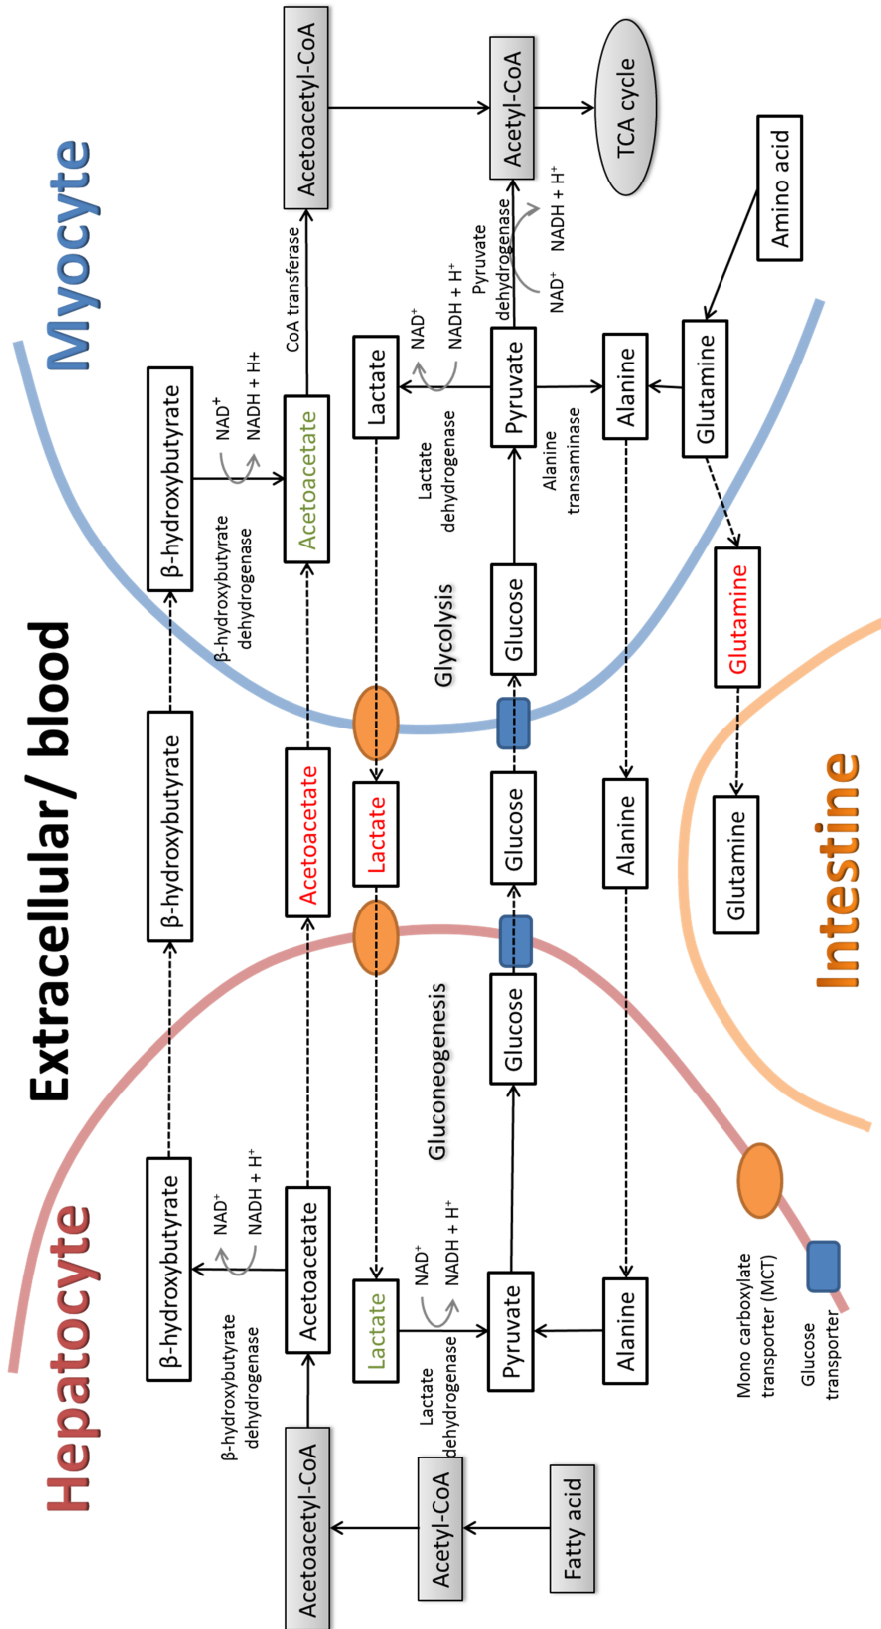 Extracellular/ blood
Hepatocyte
Myocyte
Intestine
β-hydroxybutyrate
β-hydroxybutyrate
β-hydroxybutyrate
β-hydroxybutyrate
dehydrogenase
NAD⁺
NADH + H⁺
β-hydroxybutyrate
dehydrogenase
NAD⁺
NADH + H+
Acetoacetyl-CoA
Acetoacetate
Acetoacetate
Acetoacetate
CoA transferase
Acetoacetyl-CoA
Lactate
Lactate
Lactate
Acetyl-CoA
Lactate
dehydrogenase
NAD⁺
NADH + H⁺
Gluconeogenesis
Glycolysis
Lactate
dehydrogenase
NAD⁺
NADH + H⁺
Pyruvate
dehydrogenase
NAD⁺
NADH + H⁺
Fatty acid
Pyruvate
Glucose
Glucose
Glucose
Pyruvate
Acetyl-CoA
Alanine
transaminase
TCA cycle
Alanine
Alanine
Alanine
Glutamine
Glutamine
Glutamine
Amino acid
Mono carboxylate
transporter (MCT)
Glucose
transporter